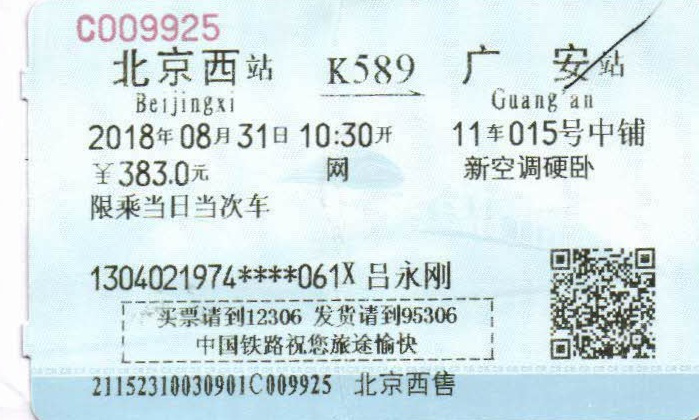 C009925
北京西站 K589 广安站
Beijingxi Guang'an
2018年08月31日 10:30开 11车015号中铺
￥383.0元 网 新空调硬卧
限乘当日当次车
1304021974****061X 吕永刚
买票请到12306 发货请到95306
中国铁路祝您旅途愉快
21152310030901C009925 北京西售